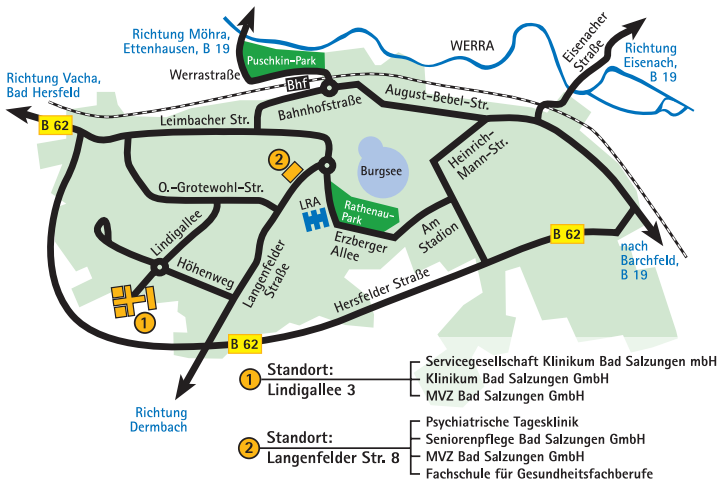 Richtung Möhra,
Ettenhausen, B 19
WERRA
Eisenacher
Straße
Richtung
Eisenach,
B 19
Puschkin-Park
Werrastraße
Bhf
Richtung Vacha,
Bad Hersfeld
B 62
Leimbacher Str.
Bahnhofstraße
August-Bebel-Str.
2
Burgsee
Heinrich-
Mann-Str.
O.-Grotewohl-Str.
LRA
Rathenau-
Park
Lindigallee
Höhenweg
Langenfelder
Straße
Erzberger
Allee
Am
Stadion
B 62
nach
Barchfeld,
B 19
Hersfelder Straße
1
B 62
Richtung
Dermbach
1
Standort:
Lindigallee 3
Servicegesellschaft Klinikum Bad Salzungen mbH
Klinikum Bad Salzungen GmbH
MVZ Bad Salzungen GmbH
2
Standort:
Langenfelder Str. 8
Psychiatrische Tagesklinik
Seniorenpflege Bad Salzungen GmbH
MVZ Bad Salzungen GmbH
Fachschule für Gesundheitsfachberufe